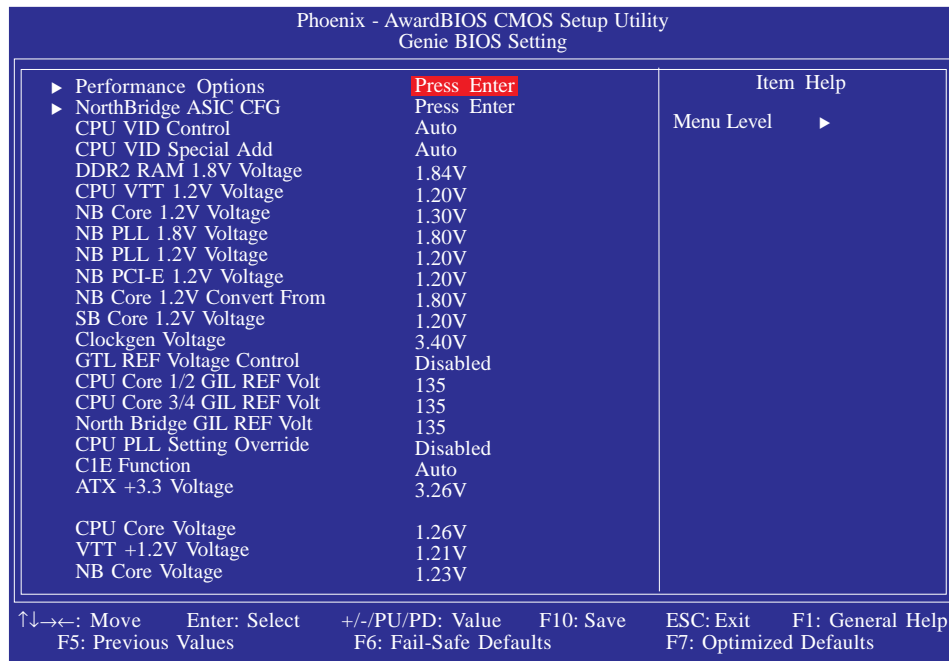 Phoenix - AwardBIOS CMOS Setup Utility
Genie BIOS Setting
▶ Performance Options Press Enter
▶ NorthBridge ASIC CFG Press Enter
CPU VID Control Auto
CPU VID Special Add Auto
DDR2 RAM 1.8V Voltage 1.84V
CPU VTT 1.2V Voltage 1.20V
NB Core 1.2V Voltage 1.30V
NB PLL 1.8V Voltage 1.80V
NB PLL 1.2V Voltage 1.20V
NB PCI-E 1.2V Voltage 1.20V
NB Core 1.2V Convert From 1.80V
SB Core 1.2V Voltage 1.20V
Clockgen Voltage 3.40V
GTL REF Voltage Control Disabled
CPU Core 1/2 GIL REF Volt 135
CPU Core 3/4 GIL REF Volt 135
North Bridge GIL REF Volt 135
CPU PLL Setting Override Disabled
C1E Function Auto
ATX +3.3 Voltage 3.26V
CPU Core Voltage 1.26V
VTT +1.2V Voltage 1.21V
NB Core Voltage 1.23V
Item Help
Menu Level ▶
↑↓→←: Move Enter: Select +/-/PU/PD: Value F10: Save ESC: Exit F1: General Help
F5: Previous Values F6: Fail-Safe Defaults F7: Optimized Defaults